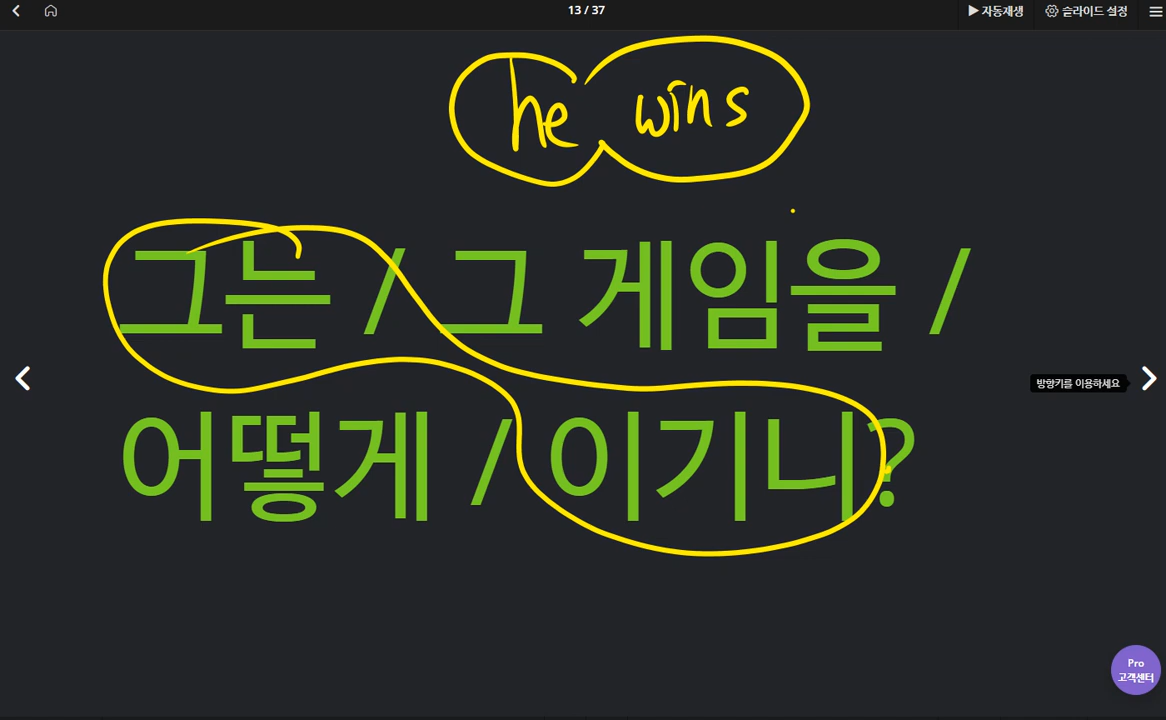 13 / 37
자동재생
슬라이드 설정
he wins
그는 / 그 게임을 /
방향키를 이용하세요
어떻게 / 이기니?
Pro
고객센터